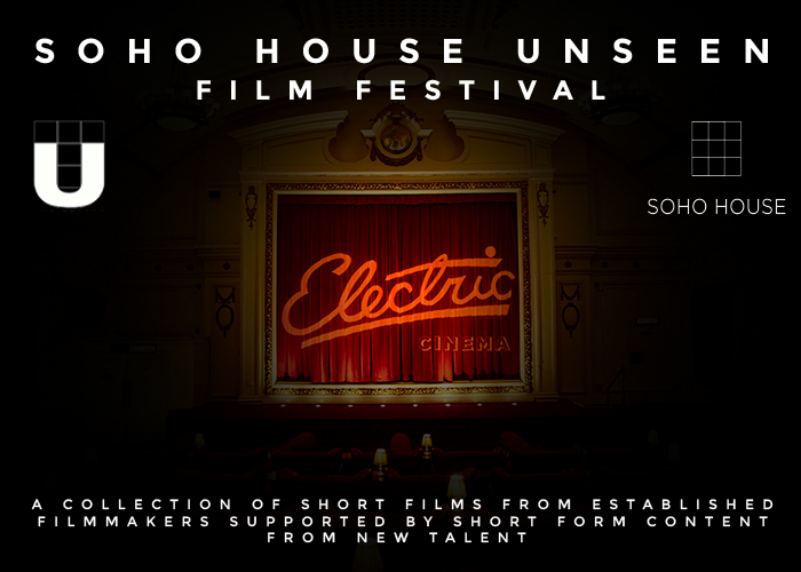 SOHO HOUSE UNSEEN
FILM FESTIVAL
U
SOHO HOUSE
Electric
CINEMA
A COLLECTION OF SHORT FILMS FROM ESTABLISHED
FILMMAKERS SUPPORTED BY SHORT FORM CONTENT
FROM NEW TALENT